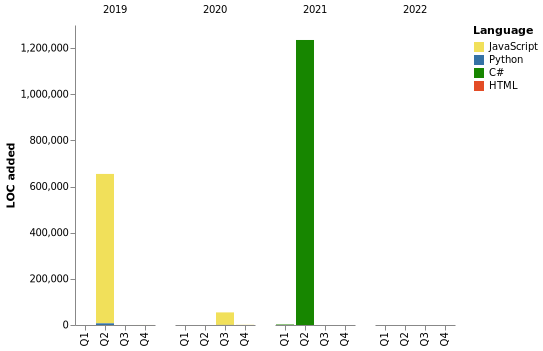 2019 2020 2021 2022
Language
JavaScript
Python
C#
HTML
LOC added
1,200,000
1,000,000
800,000
600,000
400,000
200,000
0
Q1 Q2 Q3 Q4 Q1 Q2 Q3 Q4 Q1 Q2 Q3 Q4 Q1 Q2 Q3 Q4